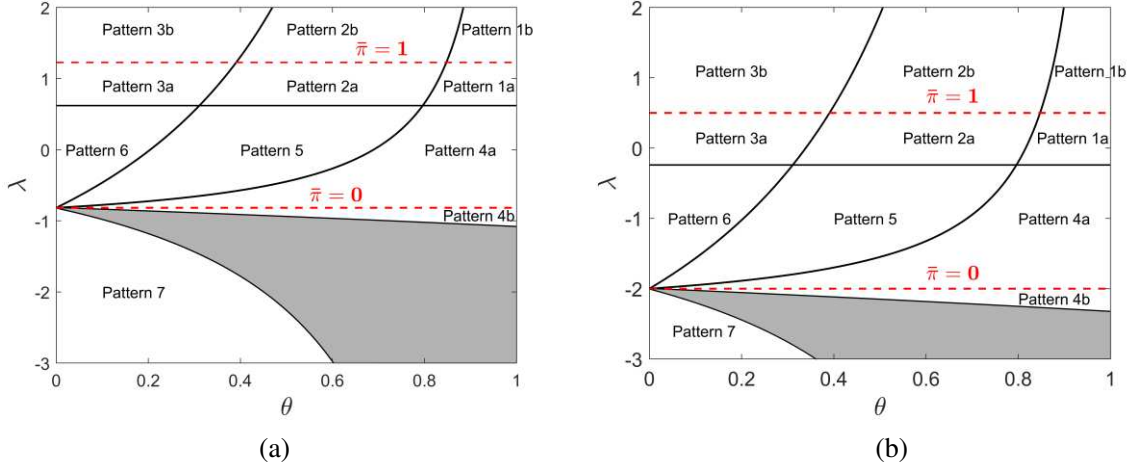 2
Pattern 3b
Pattern 2b
Pattern 1b
π̄ = 1
1
Pattern 3a
Pattern 2a
Pattern 1a
0
Pattern 6
Pattern 5
Pattern 4a
λ
π̄ = 0
-1
Pattern 4b
-2
Pattern 7
-3
0
0.2
0.4
0.6
0.8
1
θ
(a)
2
Pattern 3b
Pattern 2b
Pattern 1b
1
π̄ = 1
Pattern 3a
Pattern 2a
Pattern 1a
0
λ
-1
Pattern 6
Pattern 5
Pattern 4a
π̄ = 0
-2
Pattern 4b
Pattern 7
-3
0
0.2
0.4
0.6
0.8
1
θ
(b)